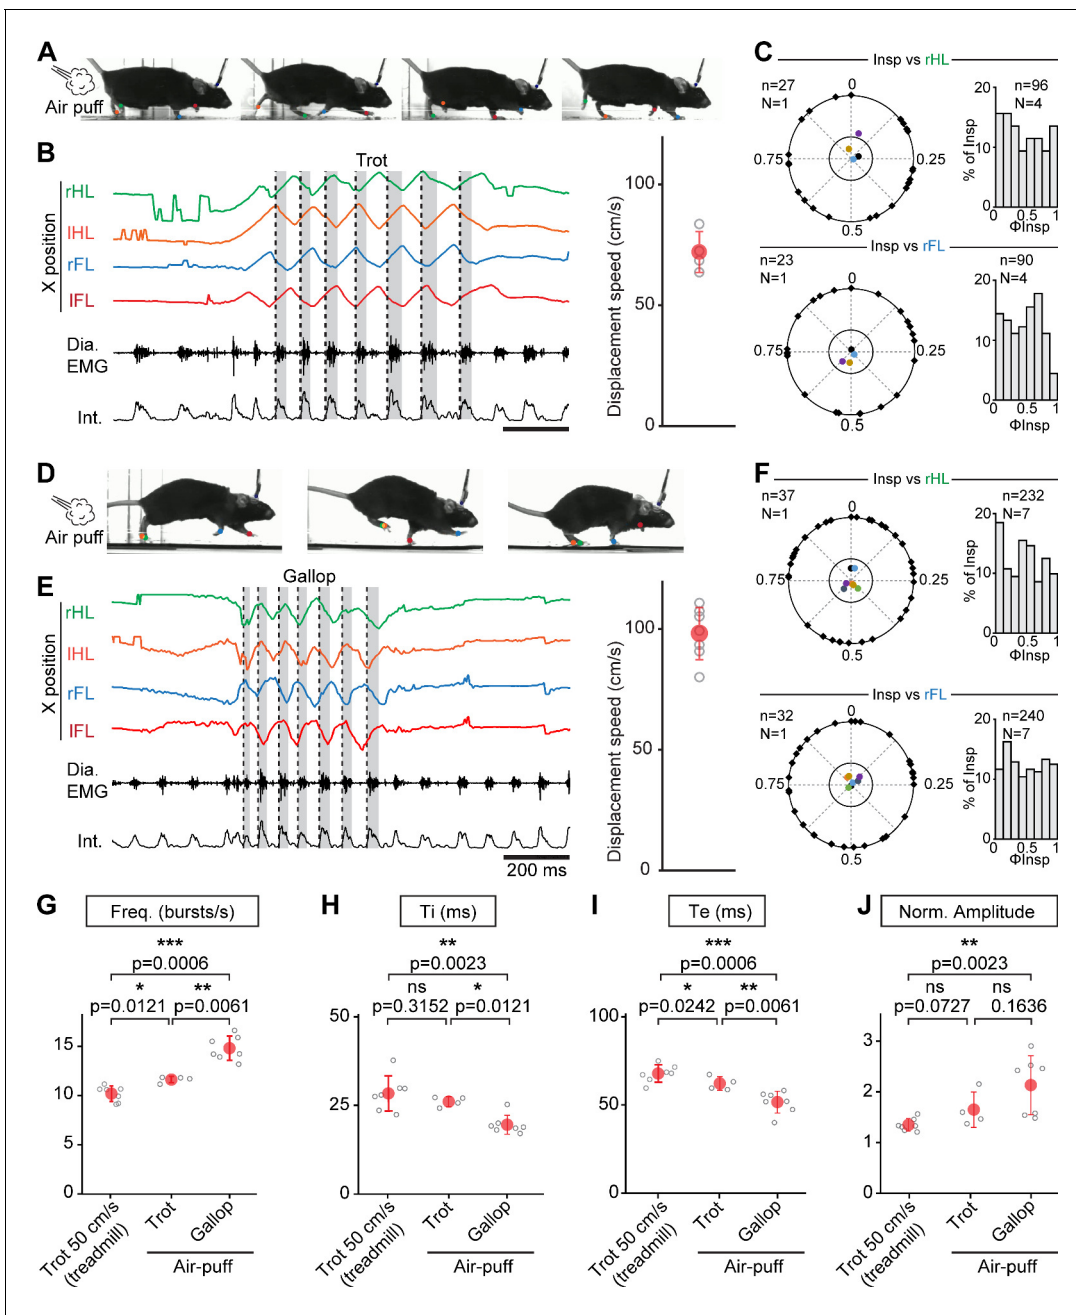 A
Air puff
B
Trot
X position
rHL
lHL
rFL
lFL
Dia.
EMG
Int.
Displacement speed (cm/s)
100
50
0
C
Insp vs rHL
n=27
N=1
0
0.25
0.5
0.75
% of Insp
20
10
0
n=96
N=4
0 0.5 1
ΦInsp
Insp vs rFL
n=23
N=1
0
0.25
0.5
0.75
% of Insp
20
10
0
n=90
N=4
0 0.5 1
ΦInsp
D
Air puff
E
Gallop
X position
rHL
lHL
rFL
lFL
Dia.
EMG
Int.
200 ms
Displacement speed (cm/s)
100
50
0
F
Insp vs rHL
n=37
N=1
0
0.25
0.5
0.75
% of Insp
20
10
0
n=232
N=7
0 0.5 1
ΦInsp
Insp vs rFL
n=32
N=1
0
0.25
0.5
0.75
% of Insp
20
10
0
n=240
N=7
0 0.5 1
ΦInsp
G
Freq. (bursts/s)
***
p=0.0006
* **
p=0.0121 p=0.0061
15
10
5
0
Trot 50 cm/s
(treadmill)
Trot
Gallop
Air-puff
H
Ti (ms)
**
p=0.0023
ns *
p=0.3152 p=0.0121
50
25
0
Trot 50 cm/s
(treadmill)
Trot
Gallop
Air-puff
I
Te (ms)
***
p=0.0006
* **
p=0.0242 p=0.0061
100
50
0
Trot 50 cm/s
(treadmill)
Trot
Gallop
Air-puff
J
Norm. Amplitude
**
p=0.0023
ns ns
p=0.0727 0.1636
3
2
1
0
Trot 50 cm/s
(treadmill)
Trot
Gallop
Air-puff